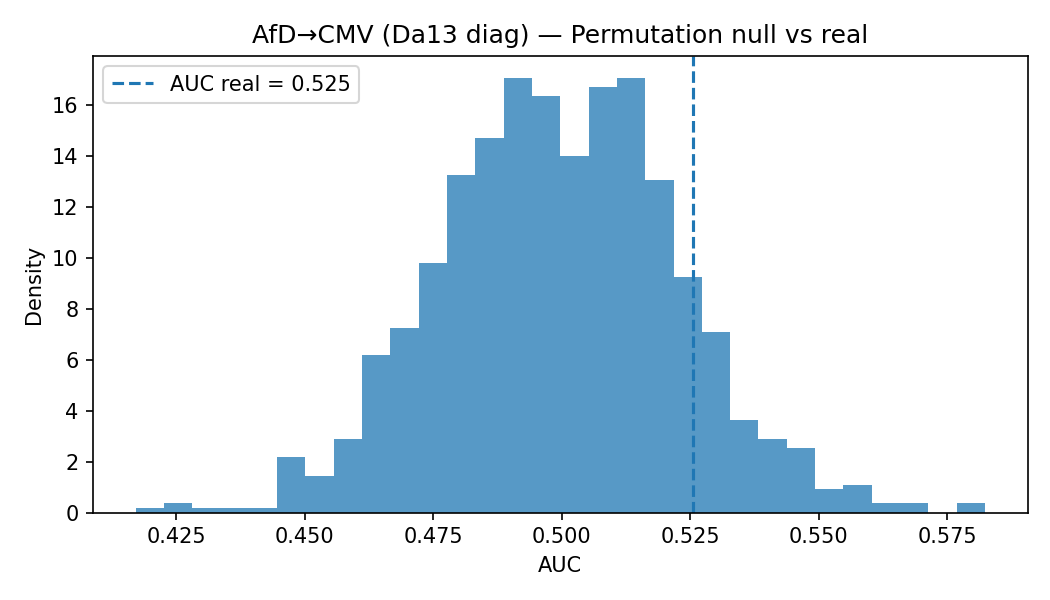 AfD→CMV (Da13 diag) — Permutation null vs real
AUC real = 0.525
Density
16
14
12
10
8
6
4
2
0
0.425 0.450 0.475 0.500 0.525 0.550 0.575
AUC